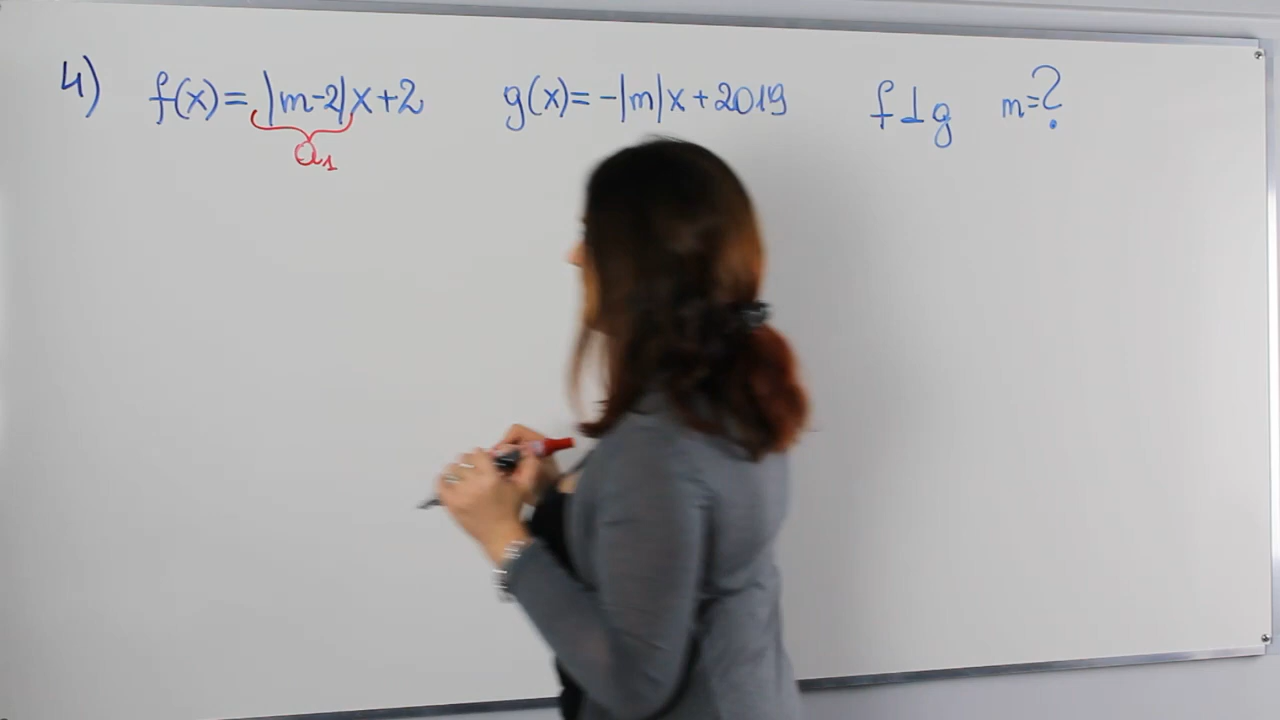 4) f(x)= |m-2|x+2 g(x)= -|m|x+2019 f⊥g m=?
a₁